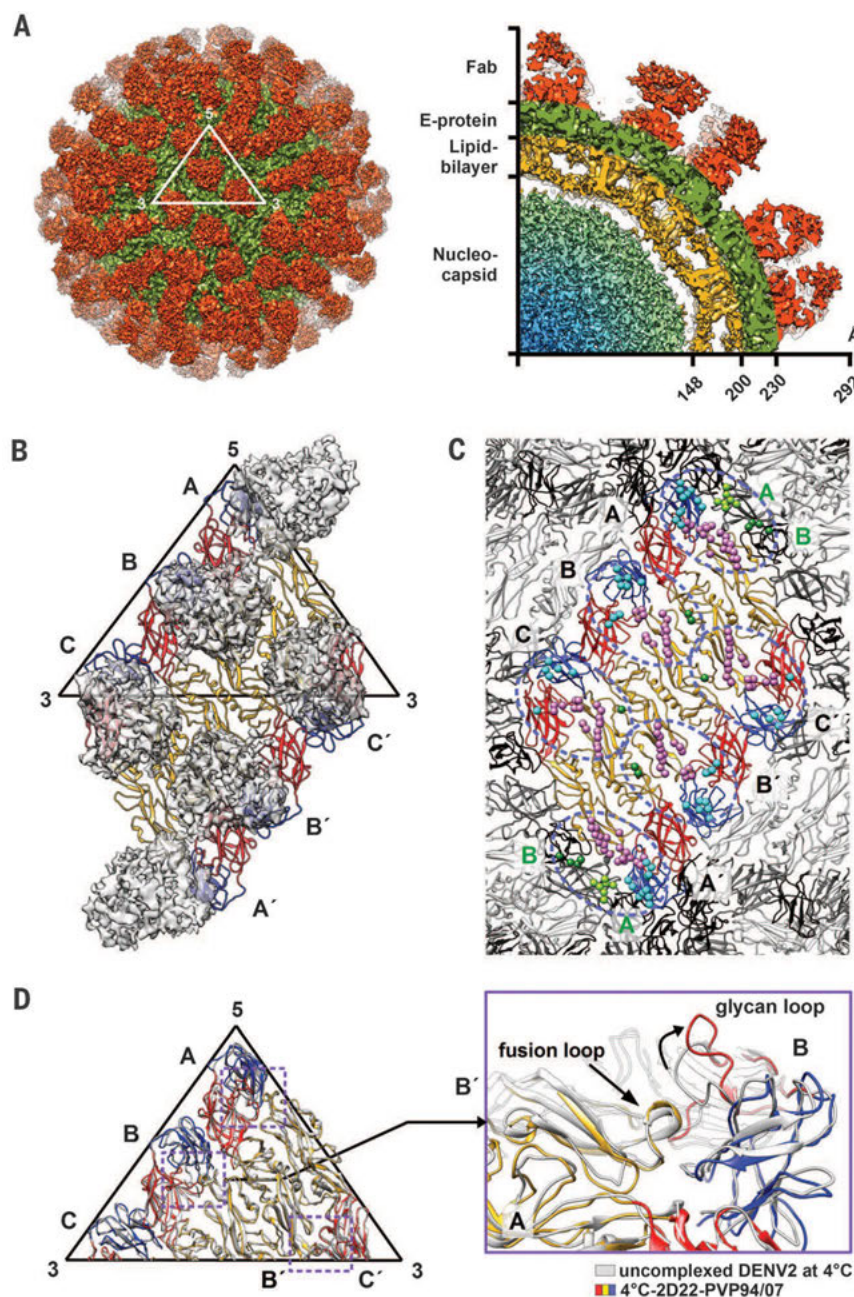 A
5
3
3
Fab
E-protein
Lipid-
bilayer
Nucleo-
capsid
148
200
230
292
B
5
A
B
C
3
3
C´
B´
A´
C
A
B
A
B
C
C´
B´
B
A´
A
D
5
A
B
C
3
B´
C´
3
B´
glycan loop
fusion loop
B
A
uncomplexed DENV2 at 4°C
4°C-2D22-PVP94/07